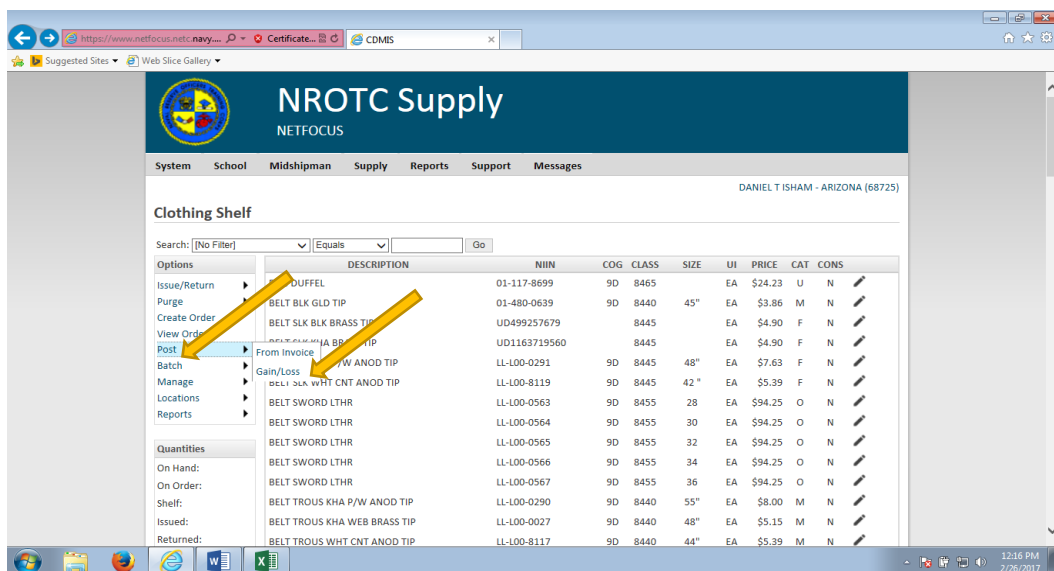 https://www.netfocus.netc.navy.... Certificate... CDMIS ×
Suggested Sites Web Slice Gallery
NROTC Supply
NETFOCUS
System School Midshipman Supply Reports Support Messages
DANIEL T ISHAM - ARIZONA (68725)
Clothing Shelf
Search: [No Filter] Equals Go
Options DESCRIPTION NIIN COG CLASS SIZE UI PRICE CAT CONS
Issue/Return DUFFEL 01-117-8699 9D 8465 EA $24.23 U N
Purge BELT BLK GLD TIP 01-480-0639 9D 8440 45" EA $3.86 M N
Create Order BELT SLK BLK BRASS TIP UD499257679 8445 EA $4.90 F N
View Order UD1163719560 8445 EA $4.90 F N
Post From Invoice P/W ANOD TIP LL-L00-0291 9D 8445 48" EA $7.63 F N
Batch Gain/Loss BELT SLK WHT CNT ANOD TIP LL-L00-8119 9D 8445 42 " EA $5.39 F N
Manage BELT SWORD LTHR LL-L00-0563 9D 8455 28 EA $94.25 O N
Locations BELT SWORD LTHR LL-L00-0564 9D 8455 30 EA $94.25 O N
Reports BELT SWORD LTHR LL-L00-0565 9D 8455 32 EA $94.25 O N
Quantities BELT SWORD LTHR LL-L00-0566 9D 8455 34 EA $94.25 O N
On Hand: BELT SWORD LTHR LL-L00-0567 9D 8455 36 EA $94.25 O N
On Order:
Shelf: BELT TROUS KHA P/W ANOD TIP LL-L00-0290 9D 8440 55" EA $8.00 M N
Issued: BELT TROUS KHA WEB BRASS TIP LL-L00-0027 9D 8440 48" EA $5.15 M N
Returned: BELT TROUS WHT CNT ANOD TIP LL-L00-8117 9D 8440 44" EA $5.39 M N
12:16 PM
2/26/2017